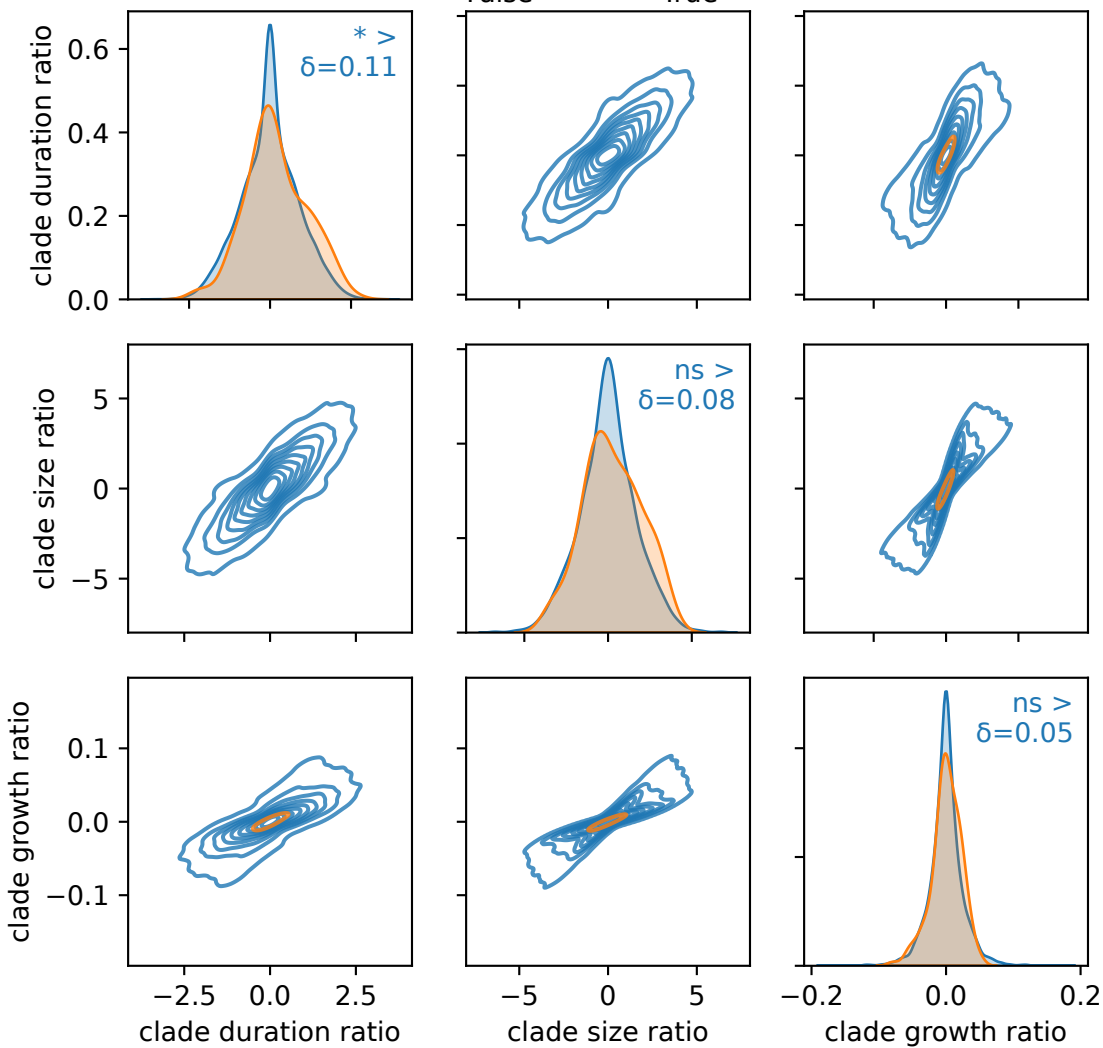 True
clade duration ratio
0.6
0.4
0.2
0.0
* >
δ=0.11
clade size ratio
5
0
−5
ns >
δ=0.08
clade growth ratio
0.1
0.0
−0.1
ns >
δ=0.05
−2.5
0.0
2.5
−5
0
5
−0.2
0.0
0.2
clade duration ratio
clade size ratio
clade growth ratio